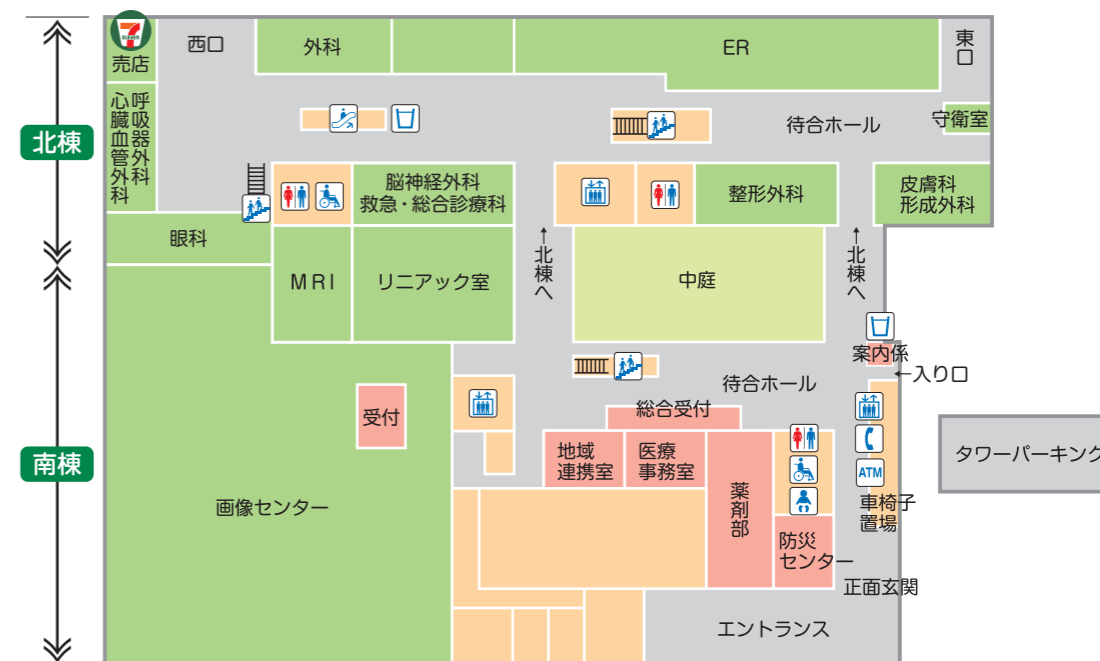 7
ELEVEN
売店
西口
外科
ER
東口
心臓血管外科
呼吸器外科
待合ホール
守衛室
北棟
脳神経外科
救急・総合診療科
整形外科
皮膚科
形成外科
眼科
MRI
リニアック室
↑北棟へ
中庭
↑北棟へ
案内係
←入り口
待合ホール
総合受付
受付
地域
連携室
医療
事務室
薬剤部
ATM
タワーパーキング
南棟
画像センター
車椅子
置場
防災
センター
正面玄関
エントランス